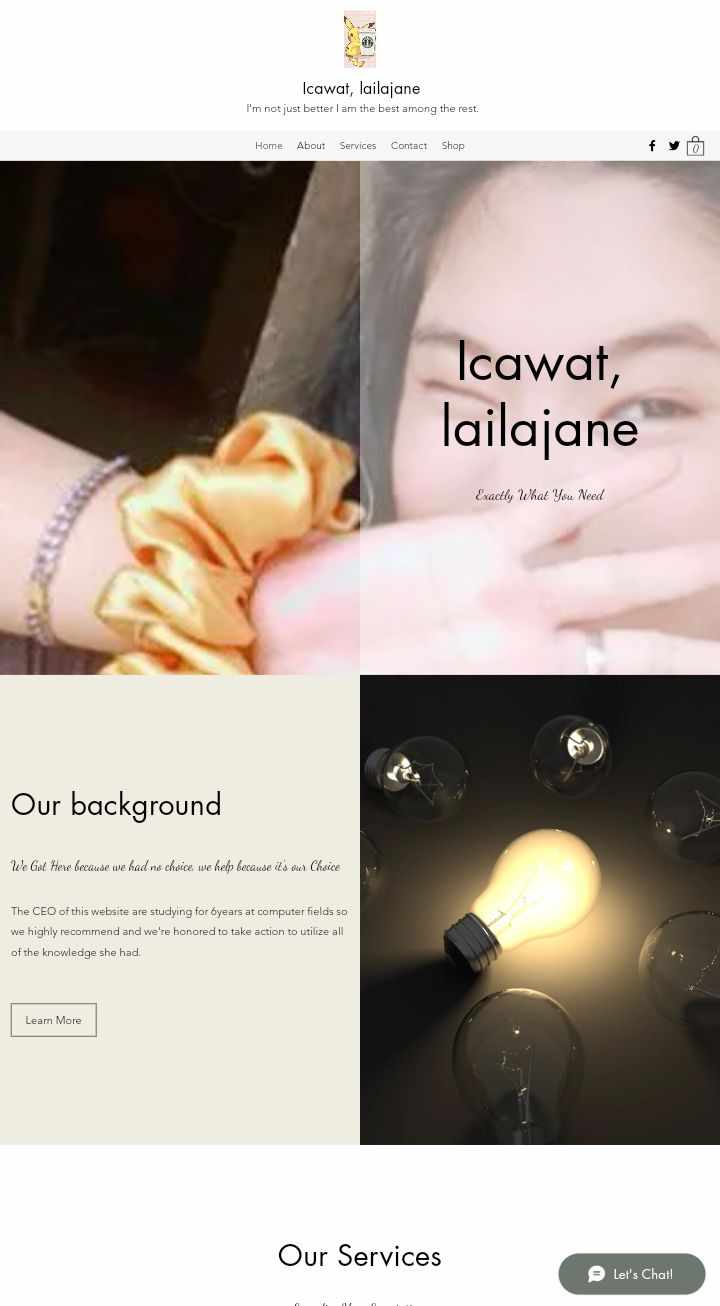 Icawat, lailajane
I'm not just better I am the best among the rest.
Home About Services Contact Shop
0
Icawat,
lailajane
Exactly What You Need
Our background
We Got Here because we had no choice, we help because it's our Choice
The CEO of this website are studying for 6years at computer fields so
we highly recommend and we're honored to take action to utilize all
of the knowledge she had.
Learn More
Our Services
Let's Chat!